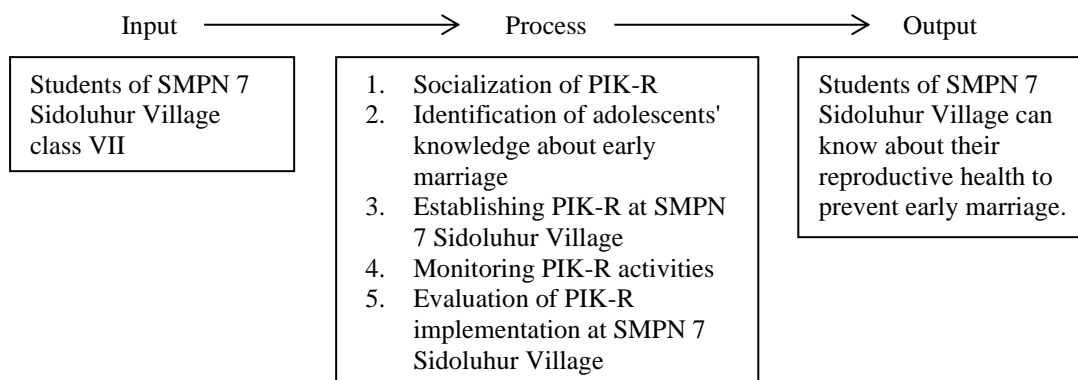 Input Process Output
Students of SMPN 7
Sidoluhur Village
class VII
1. Socialization of PIK-R
2. Identification of adolescents'
knowledge about early
marriage
3. Establishing PIK-R at SMPN
7 Sidoluhur Village
4. Monitoring PIK-R activities
5. Evaluation of PIK-R
implementation at SMPN 7
Sidoluhur Village
Students of SMPN 7
Sidoluhur Village can
know about their
reproductive health to
prevent early marriage.